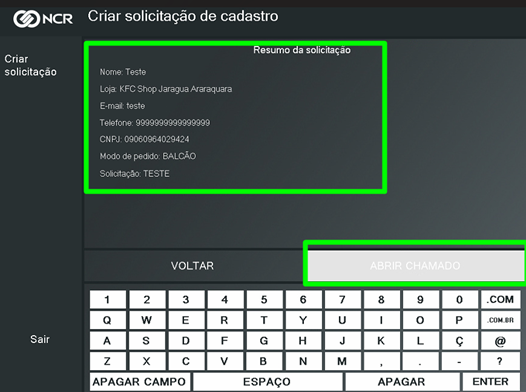 NCR
Criar solicitação de cadastro
Criar
solicitação
Resumo da solicitação
Nome: Teste
Loja: KFC Shop Jaragua Araraquara
E-mail: teste
Telefone: 9999999999999999
CNPJ: 09060964029424
Modo de pedido: BALCÃO
Solicitação: TESTE
VOLTAR
ABRIR CHAMADO
1 2 3 4 5 6 7 8 9 0 .COM
Q W E R T Y U I O P .COM.BR
A S D F G H J K L Ç @
Z X C V B N M , . - ?
APAGAR CAMPO ESPAÇO APAGAR ENTER
Sair